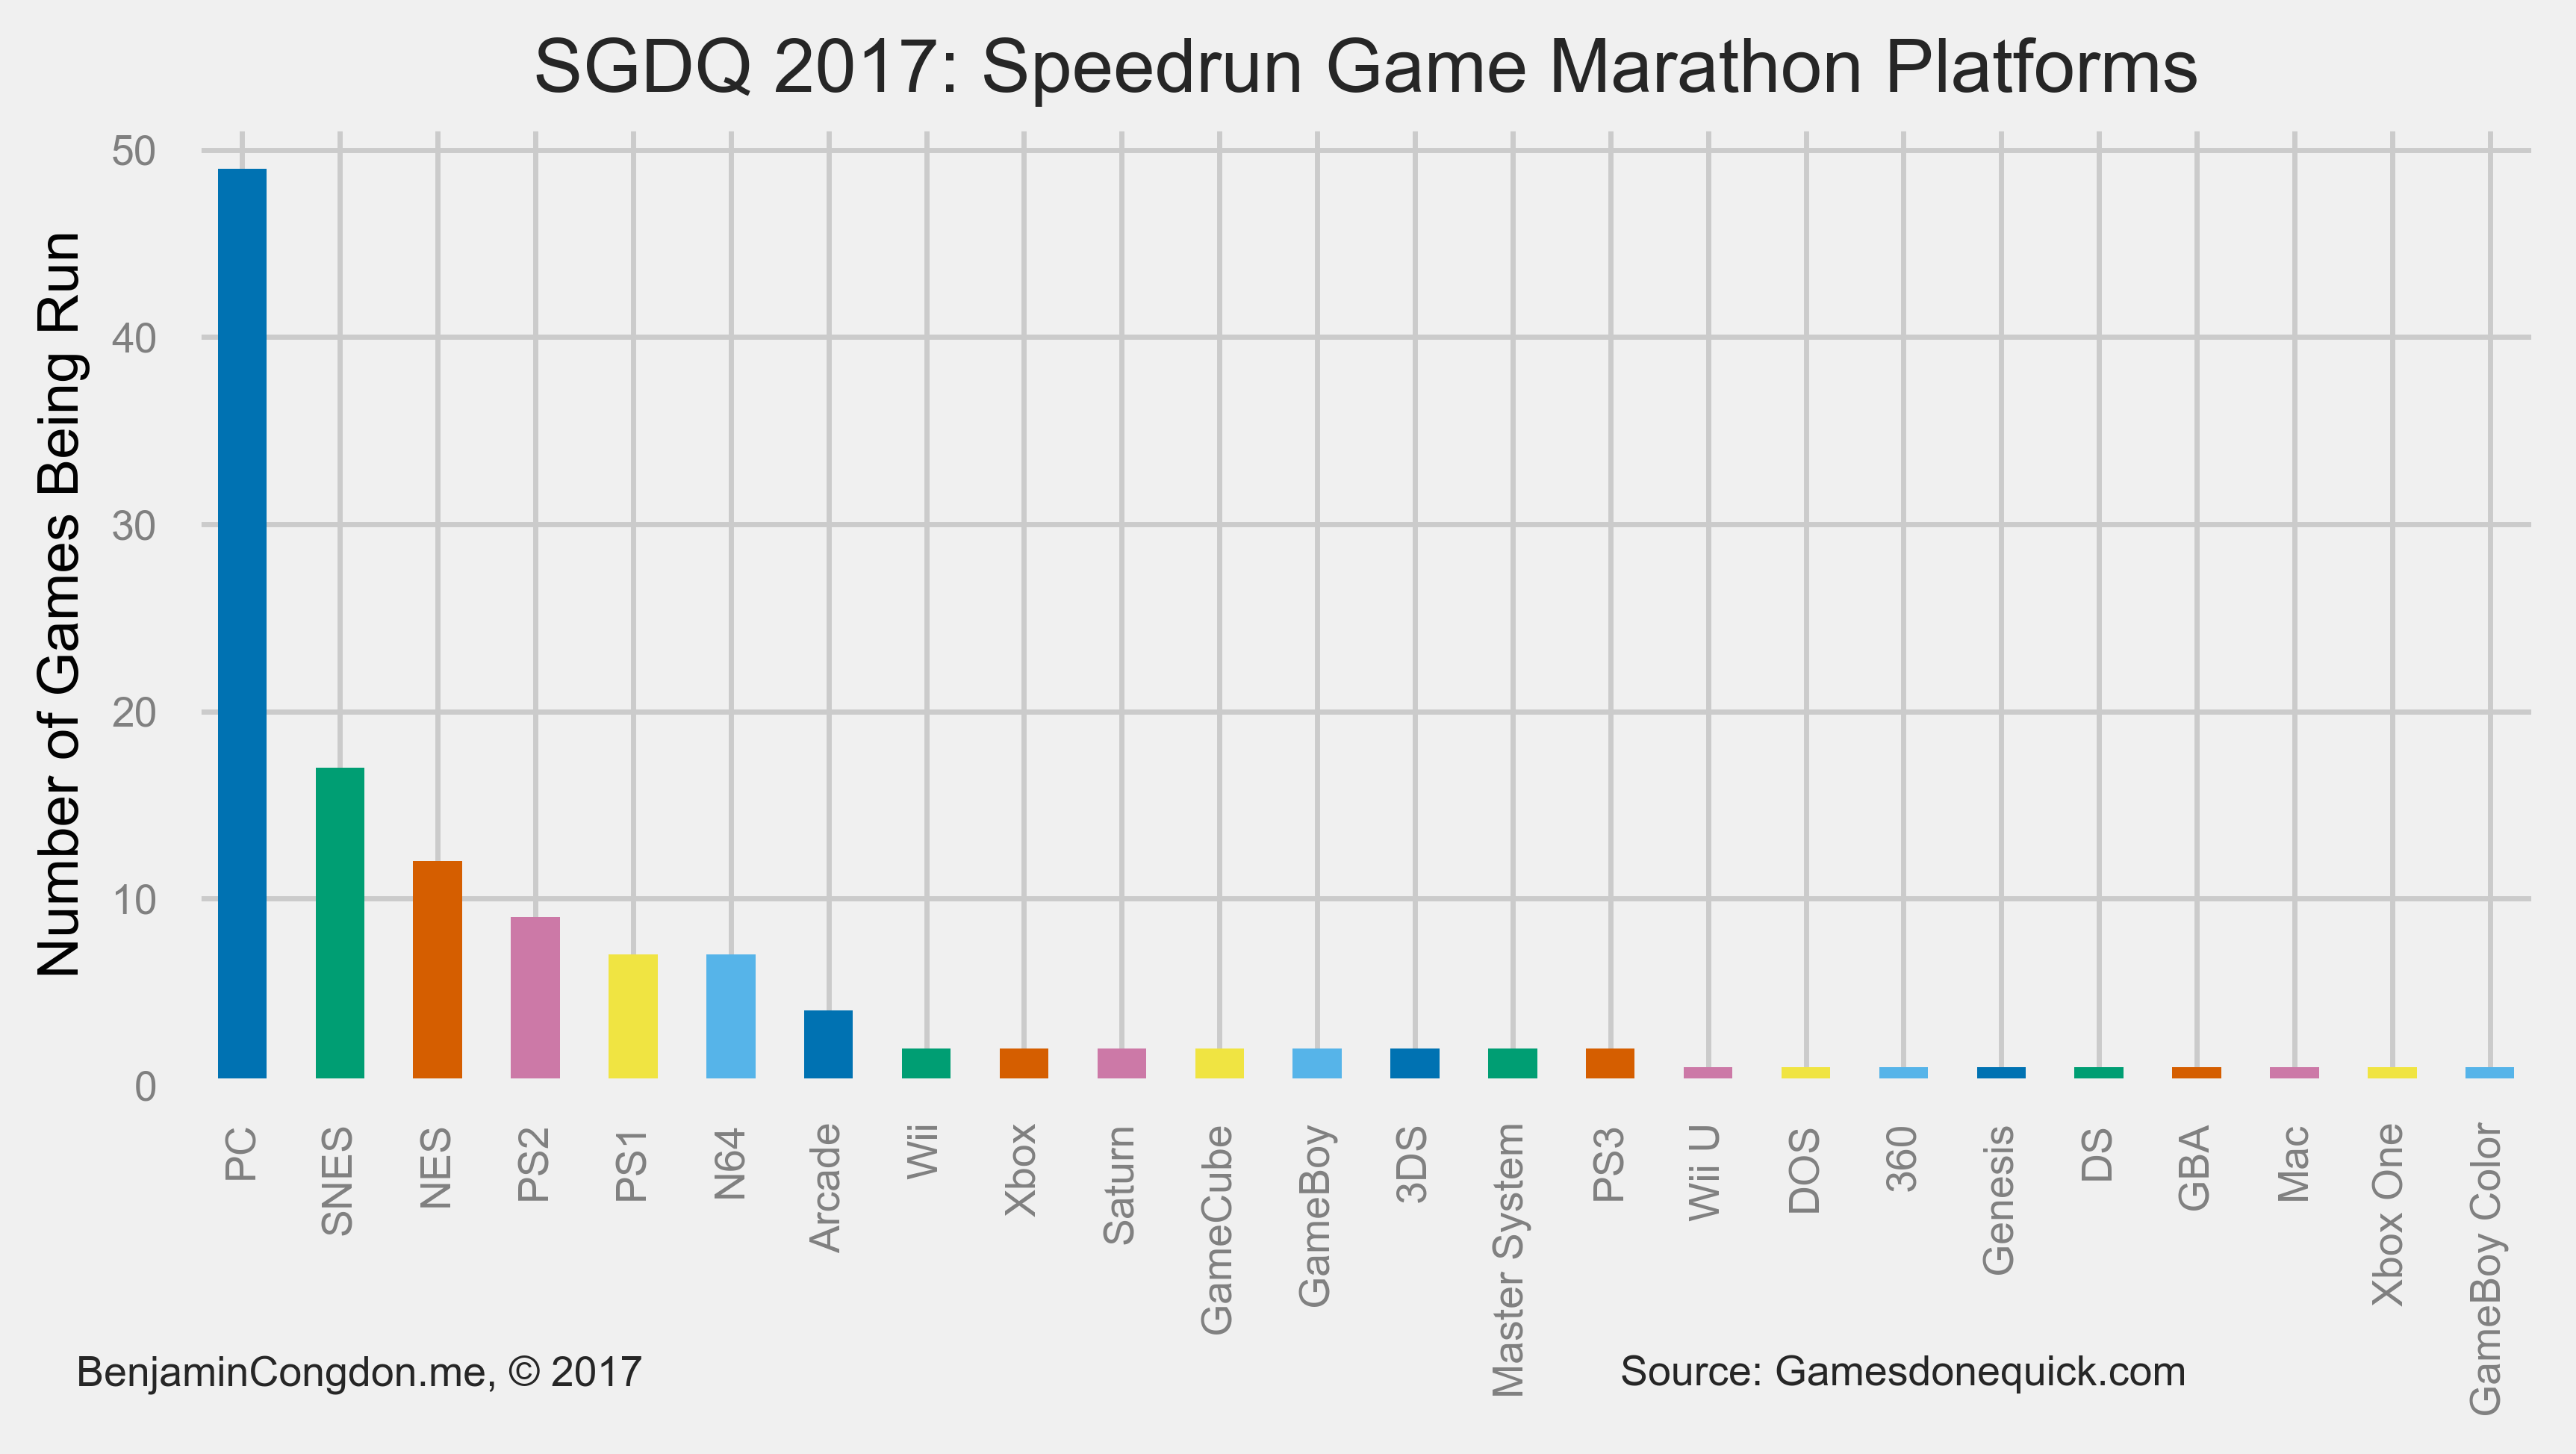 SGDQ 2017: Speedrun Game Marathon Platforms
Number of Games Being Run
50
40
30
20
10
0
PC
SNES
NES
PS2
PS1
N64
Arcade
Wii
Xbox
Saturn
GameCube
GameBoy
3DS
Master System
PS3
Wii U
DOS
360
Genesis
DS
GBA
Mac
Xbox One
GameBoy Color
BenjaminCongdon.me, © 2017
Source: Gamesdonequick.com